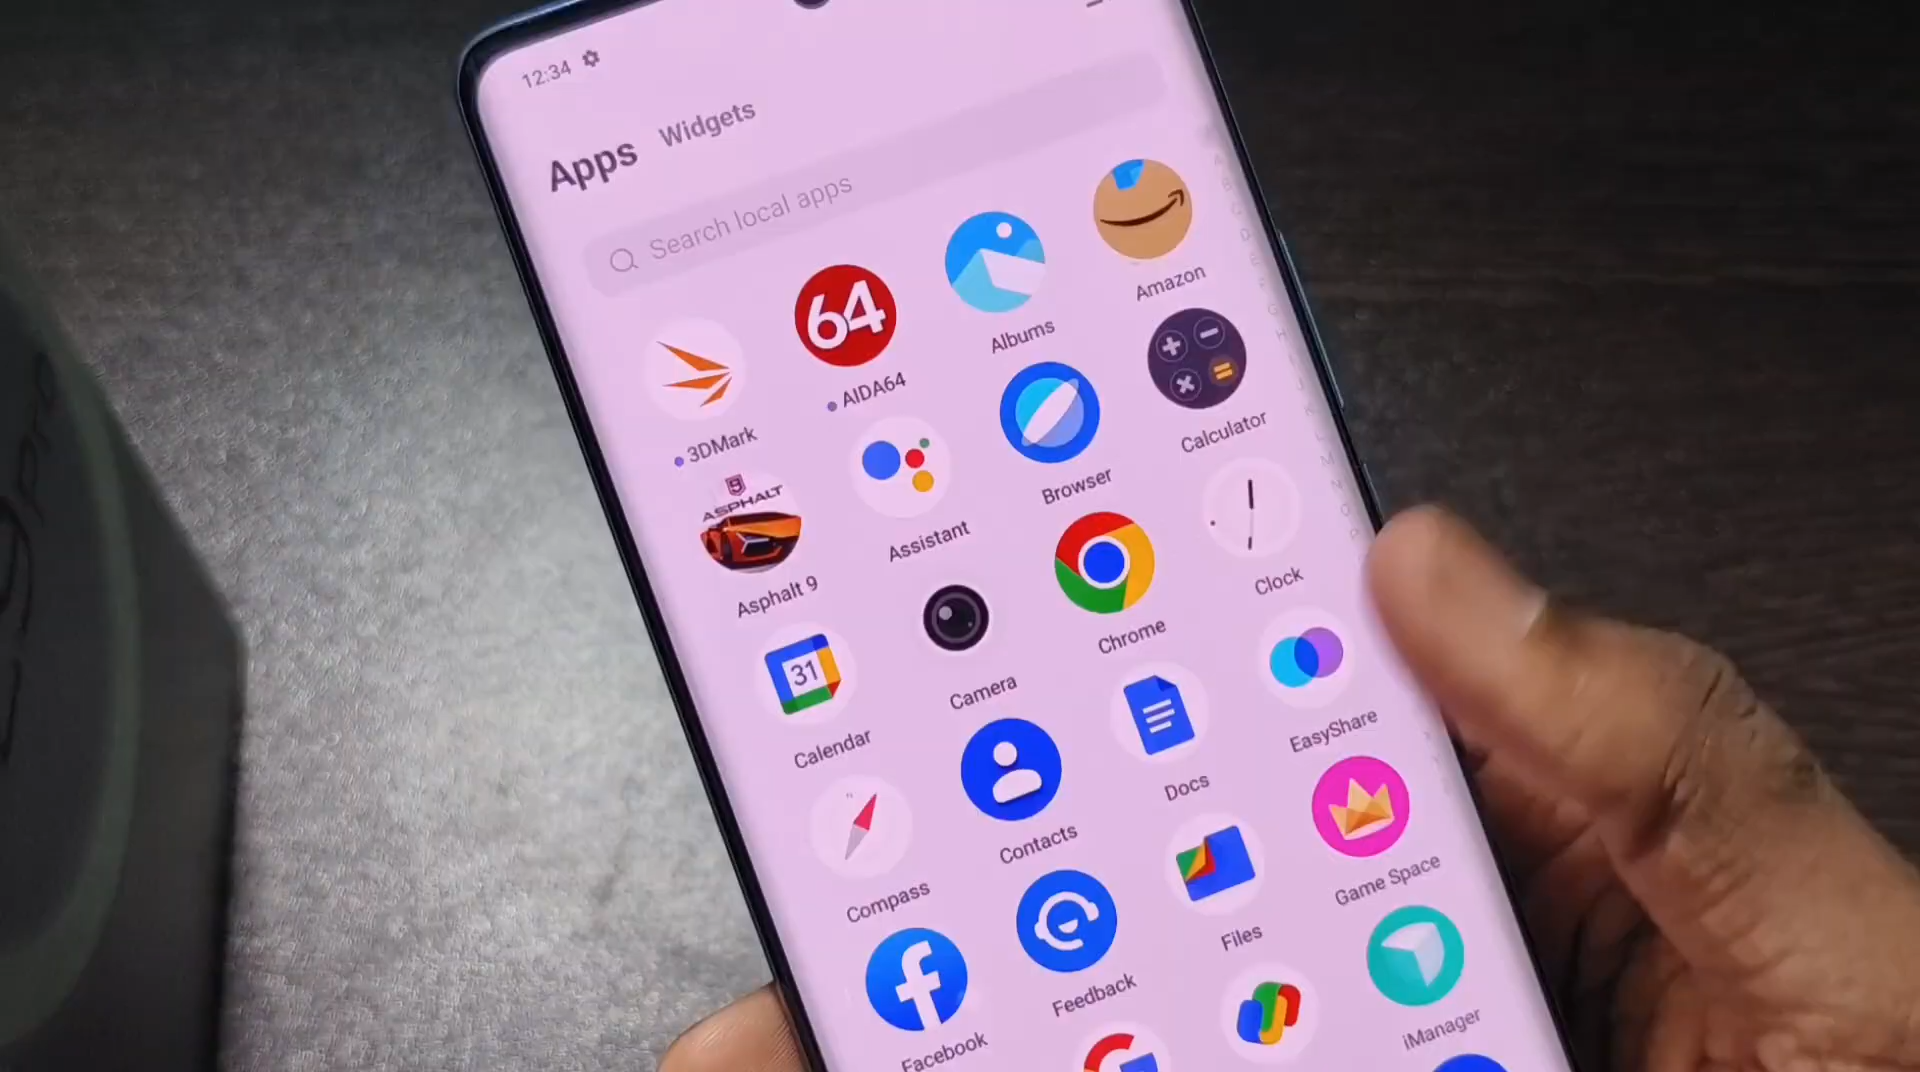 12:34
Apps Widgets
Search local apps
3DMark
64
AIDA64
Albums
Amazon
9
ASPHALT
Asphalt 9
Assistant
Browser
Calculator
31
Calendar
Camera
Chrome
Clock
Compass
Contacts
Docs
EasyShare
Facebook
Feedback
Files
Game Space
iManager